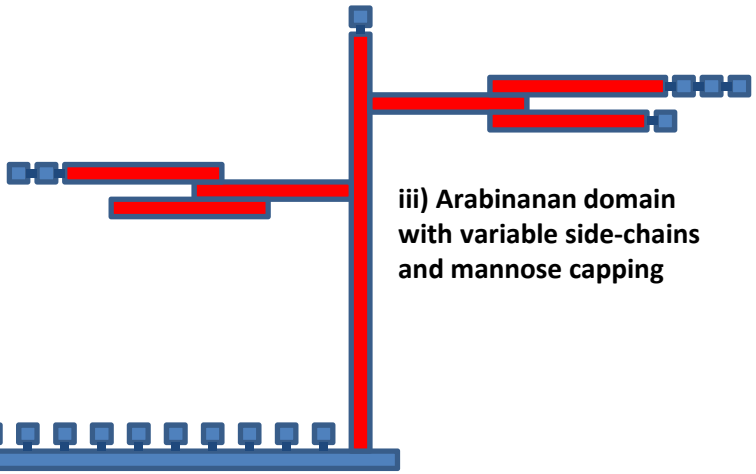 iii) Arabinanan domain
with variable side-chains
and mannose capping